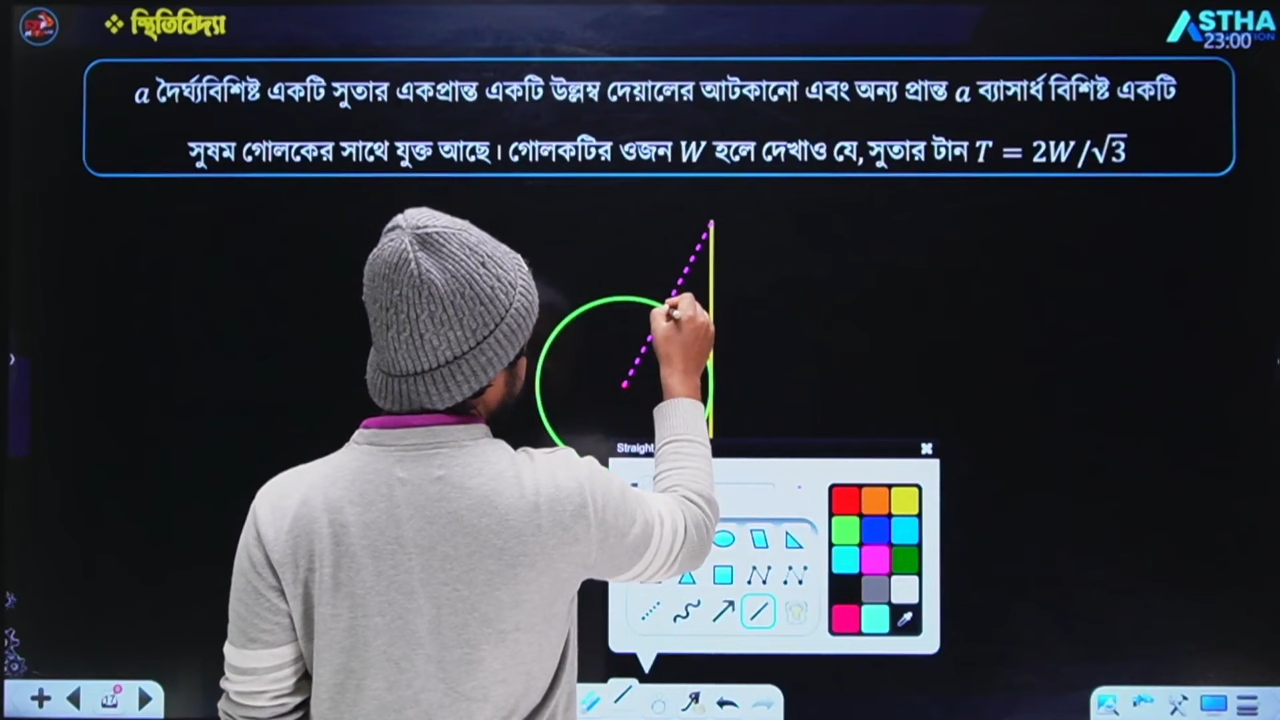 ❖ স্থিতিবিদ্যা
ASTHA
23:00
a দৈর্ঘ্যবিশিষ্ট একটি সুতার একপ্রান্ত একটি উল্লম্ব দেয়ালের আটকানো এবং অন্য প্রান্ত a ব্যাসার্ধ বিশিষ্ট একটি
সুষম গোলকের সাথে যুক্ত আছে। গোলকটির ওজন W হলে দেখাও যে, সুতার টান T = 2W/√3
Straight